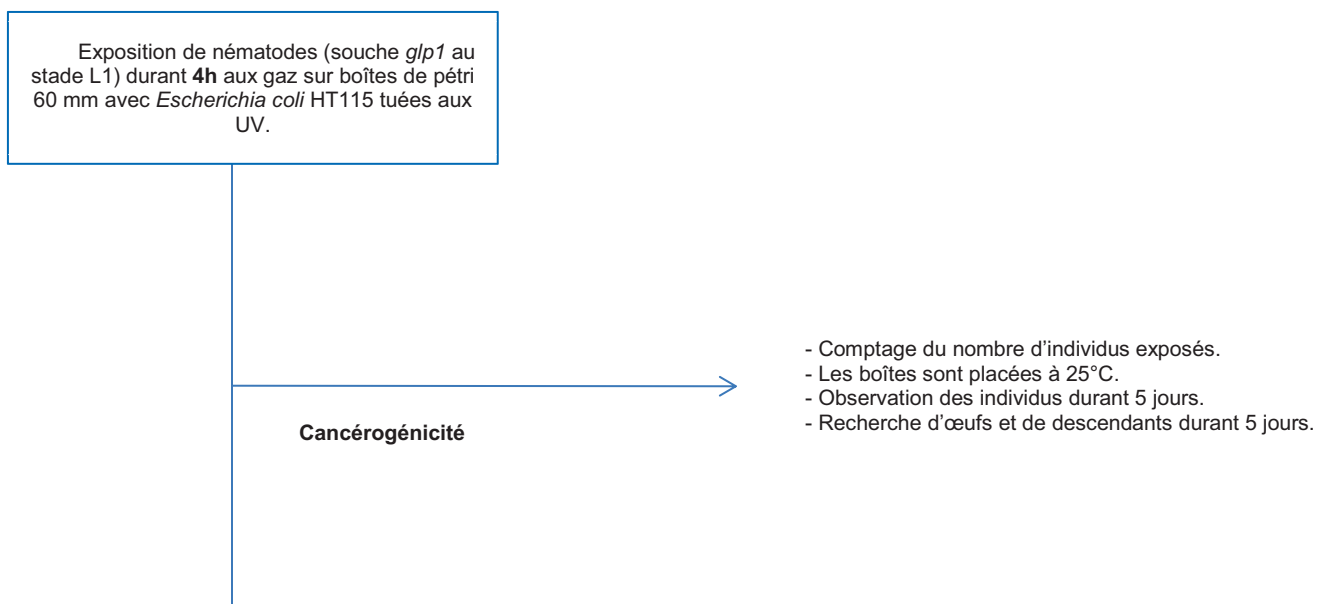 Exposition de nématodes (souche glp1 au
stade L1) durant 4h aux gaz sur boîtes de pétri
60 mm avec Escherichia coli HT115 tuées aux
UV.
- Comptage du nombre d’individus exposés.
- Les boîtes sont placées à 25°C.
- Observation des individus durant 5 jours.
- Recherche d’œufs et de descendants durant 5 jours.
Cancérogénicité